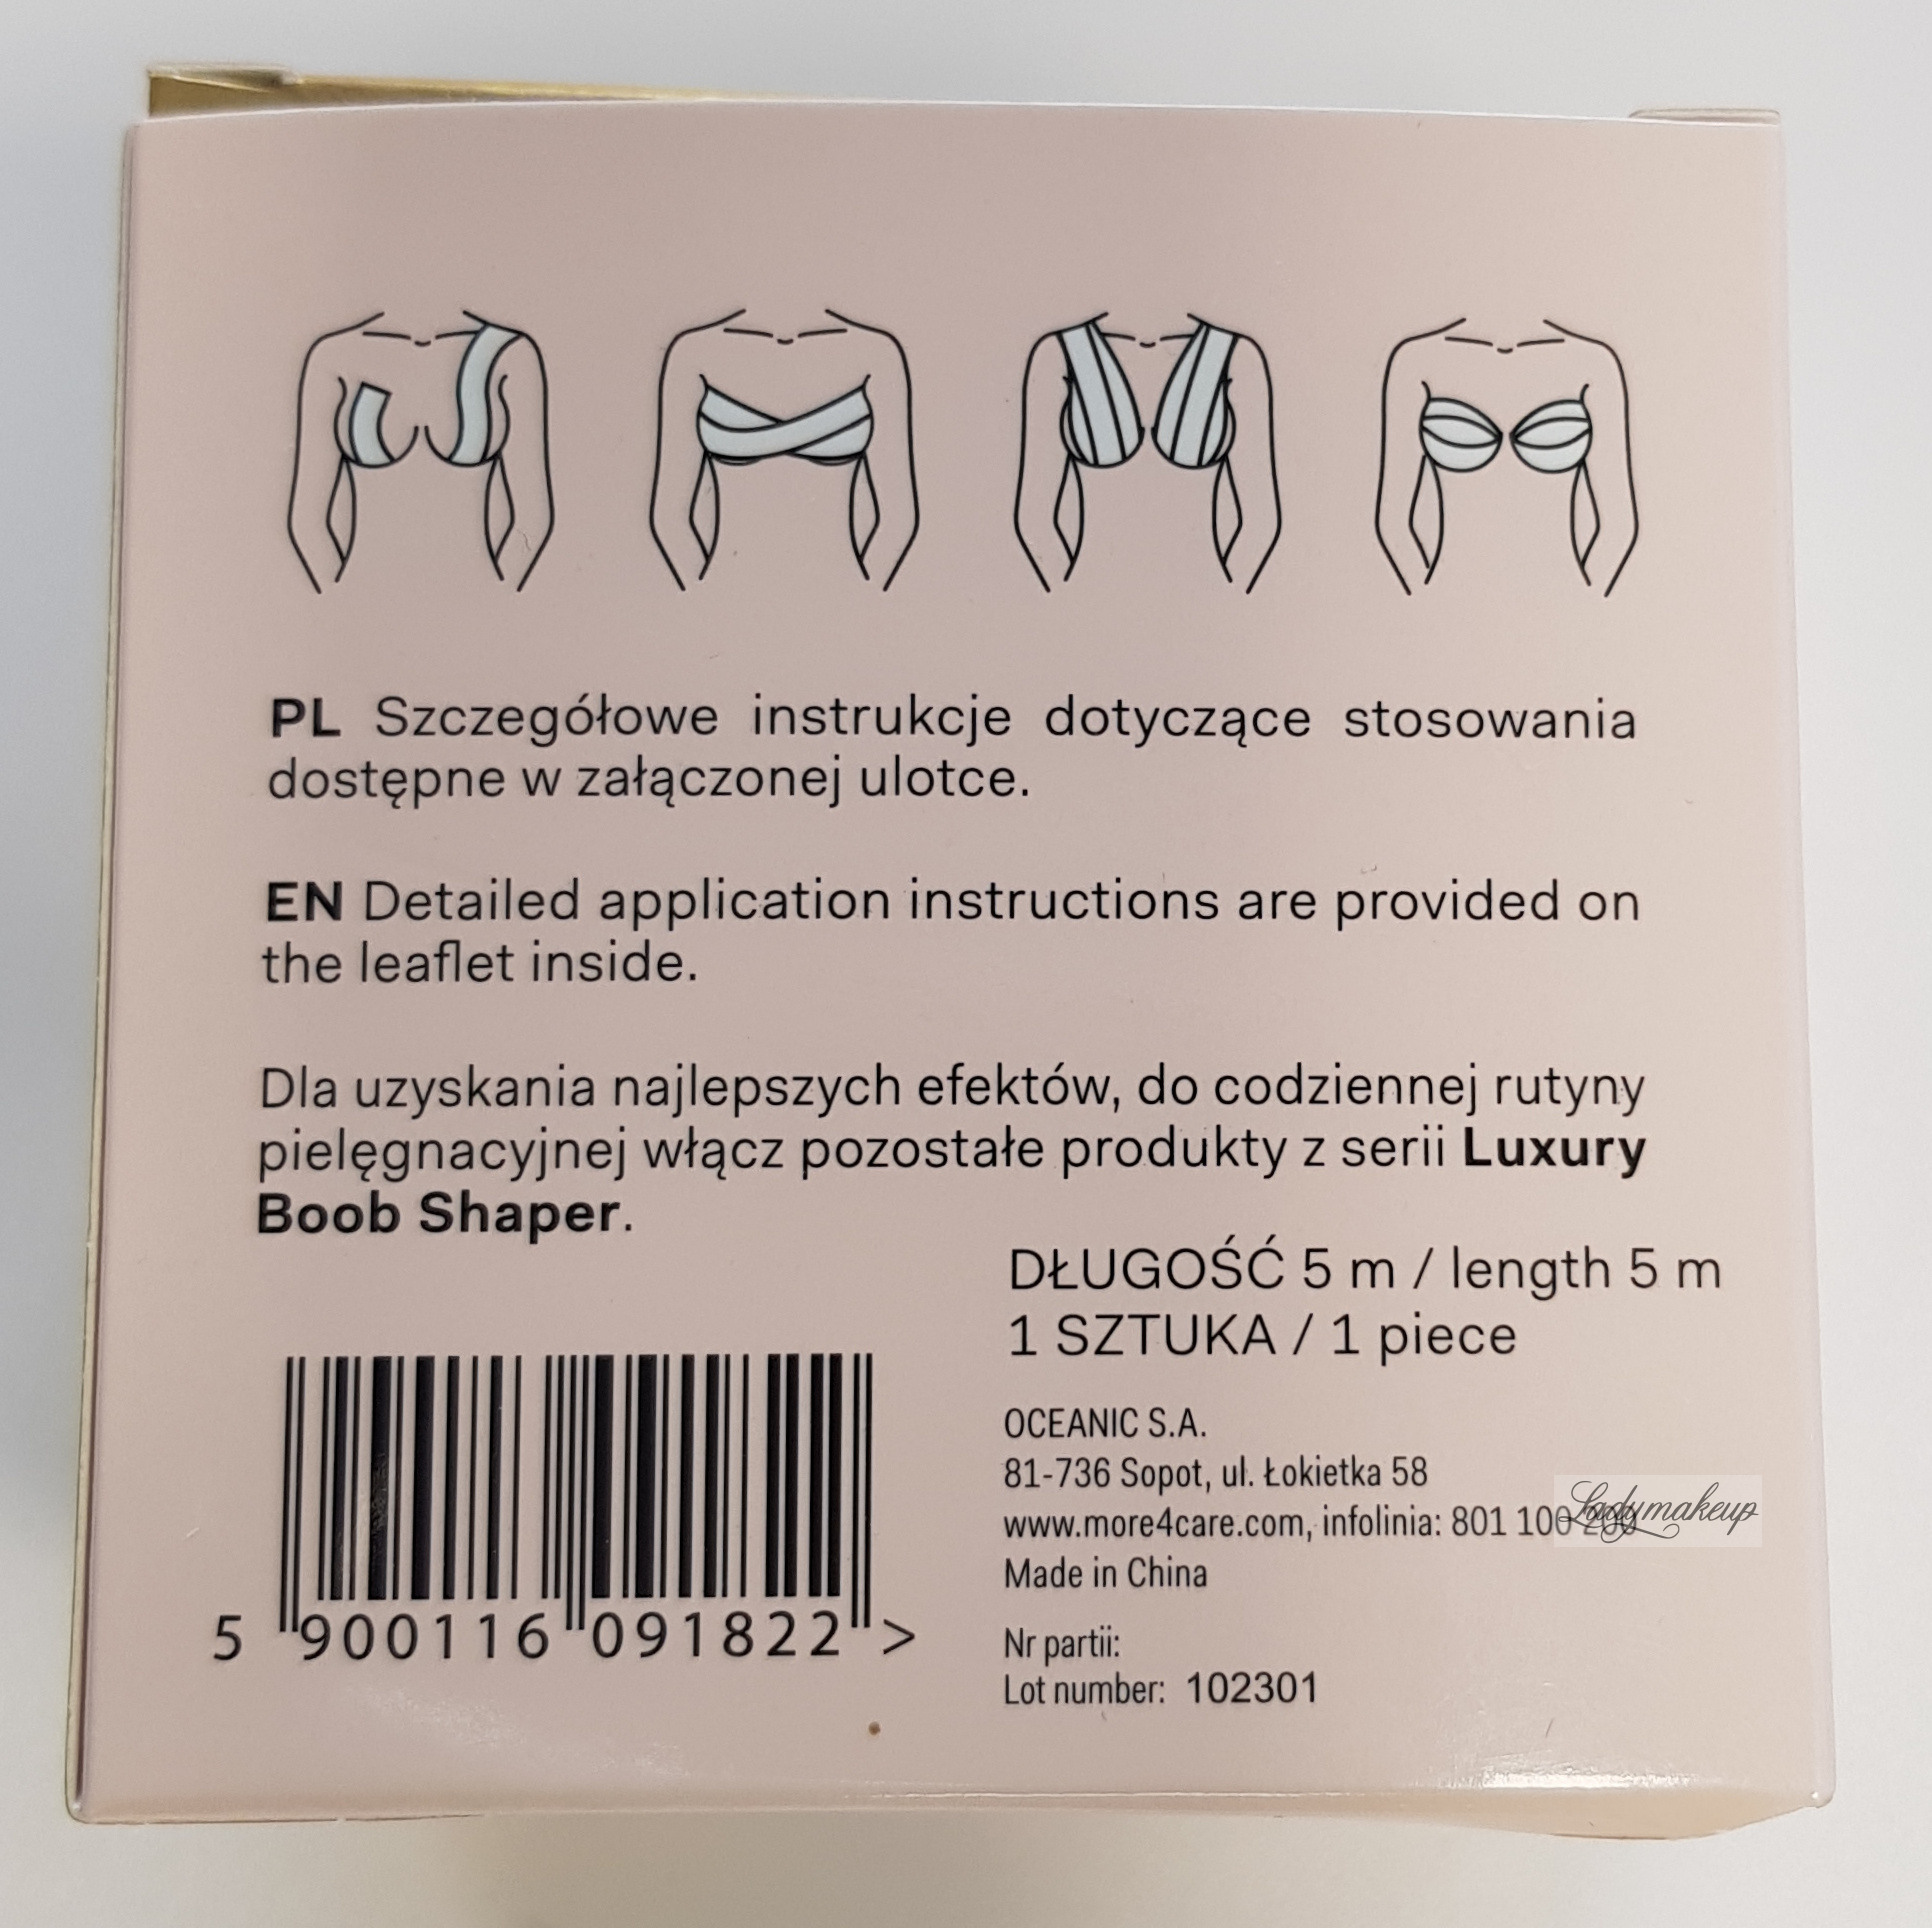 PL Szczegółowe instrukcje dotyczące stosowania
dostępne w załączonej ulotce.
EN Detailed application instructions are provided on
the leaflet inside.
Dla uzyskania najlepszych efektów, do codziennej rutyny
pielęgnacyjnej włącz pozostałe produkty z serii Luxury
Boob Shaper.
DŁUGOŚĆ 5 m / length 5 m
1 SZTUKA / 1 piece
OCEANIC S.A.
81-736 Sopot, ul. Łokietka 58
www.more4care.com, infolinia: 801 100
Ladymakeup
Made in China
Nr partii:
Lot number: 102301
5 900116 091822 >